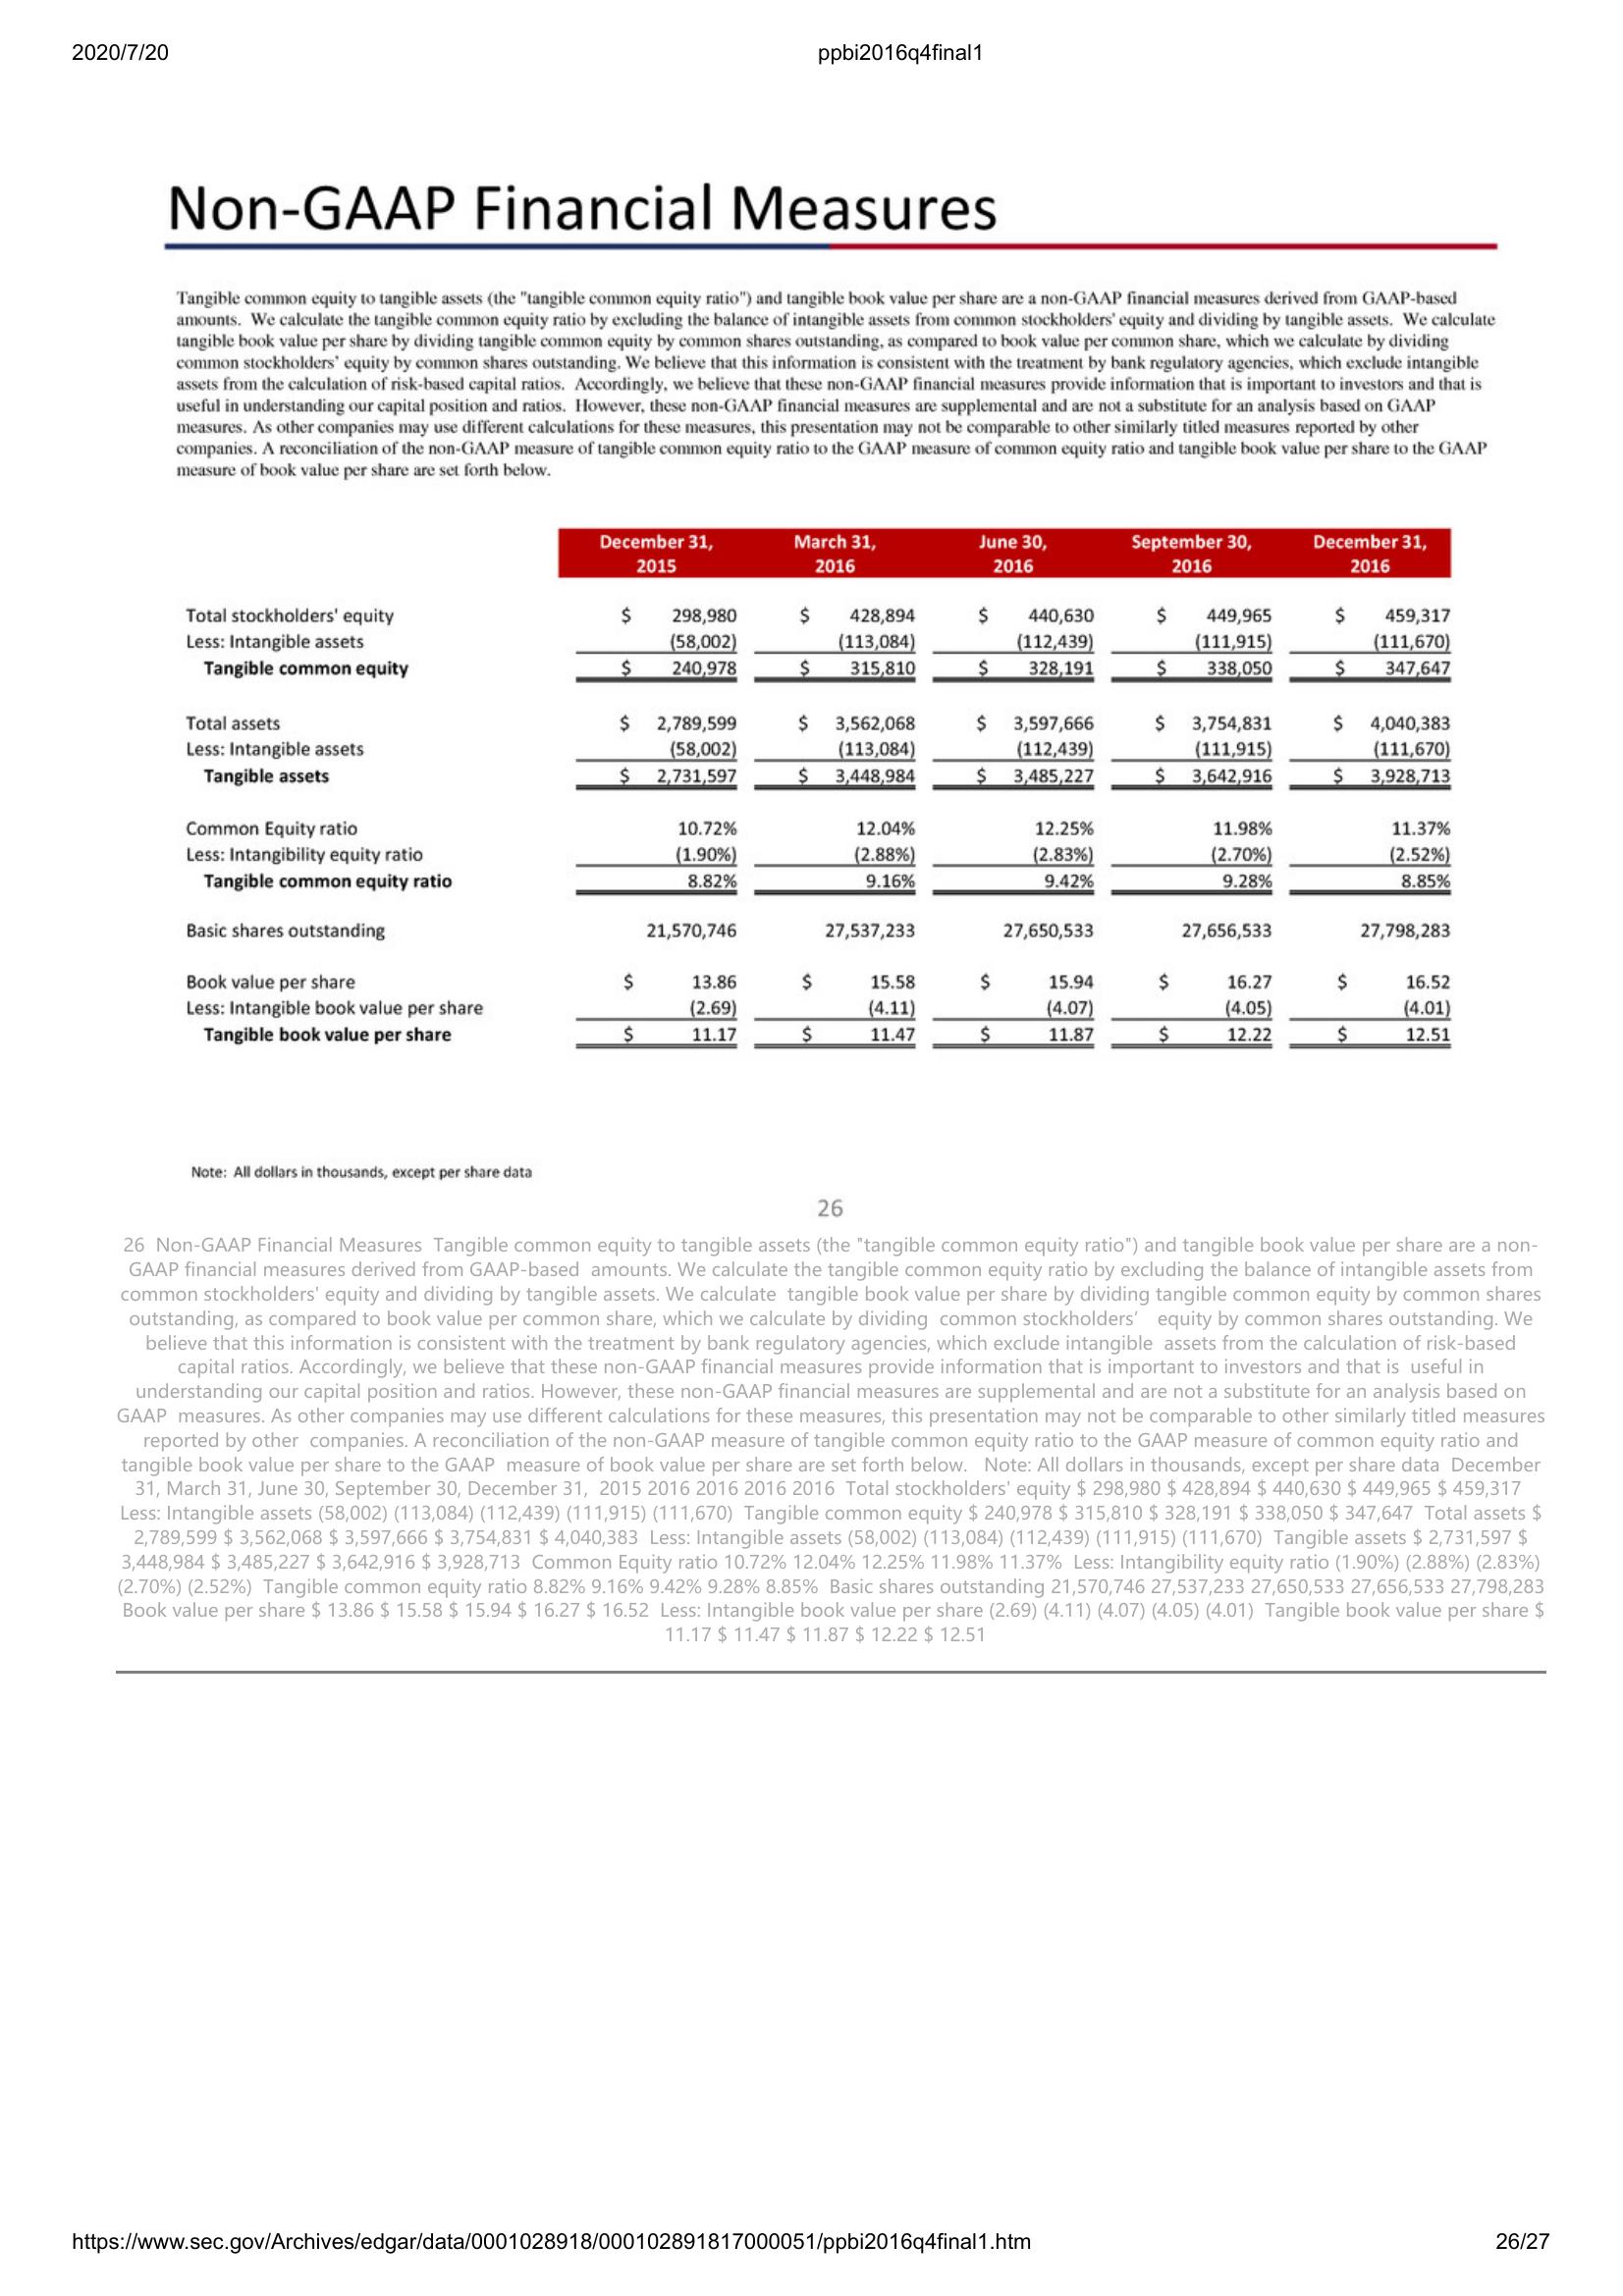 2020/7/20 ppbi2016q4final1
Non-GAAP Financial Measures
Tangible common equity to tangible assets (the "tangible common equity ratio") and tangible book value per share are a non-GAAP financial measures derived from GAAP-based
amounts. We calculate the tangible common equity ratio by excluding the balance of intangible assets from common stockholders' equity and dividing by tangible assets. We calculate
tangible book value per share by dividing tangible common equity by common shares outstanding, as compared to book value per common share, which we calculate by dividing
common stockholders' equity by common shares outstanding. We believe that this information is consistent with the treatment by bank regulatory agencies, which exclude intangible
assets from the calculation of risk-based capital ratios. Accordingly, we believe that these non-GAAP financial measures provide information that is important to investors and that is
useful in understanding our capital position and ratios. However, these non-GAAP financial measures are supplemental and are not a substitute for an analysis based on GAAP
measures. As other companies may use different calculations for these measures, this presentation may not be comparable to other similarly titled measures reported by other
companies. A reconciliation of the non-GAAP measure of tangible common equity ratio to the GAAP measure of common equity ratio and tangible book value per share to the GAAP
measure of book value per share are set forth below.
December 31, March 31, June 30, September 30, December 31,
2015 2016 2016 2016 2016
Total stockholders' equity $ 298,980 $ 428,894 $ 440,630 $ 449,965 $ 459,317
Less: Intangible assets (58,002) (113,084) (112,439) (111,915) (111,670)
Tangible common equity $ 240,978 $ 315,810 $ 328,191 $ 338,050 $ 347,647
Total assets $ 2,789,599 $ 3,562,068 $ 3,597,666 $ 3,754,831 $ 4,040,383
Less: Intangible assets (58,002) (113,084) (112,439) (111,915) (111,670)
Tangible assets $ 2,731,597 $ 3,448,984 $ 3,485,227 $ 3,642,916 $ 3,928,713
Common Equity ratio 10.72% 12.04% 12.25% 11.98% 11.37%
Less: Intangibility equity ratio (1.90%) (2.88%) (2.83%) (2.70%) (2.52%)
Tangible common equity ratio 8.82% 9.16% 9.42% 9.28% 8.85%
Basic shares outstanding 21,570,746 27,537,233 27,650,533 27,656,533 27,798,283
Book value per share $ 13.86 $ 15.58 $ 15.94 $ 16.27 $ 16.52
Less: Intangible book value per share (2.69) (4.11) (4.07) (4.05) (4.01)
Tangible book value per share $ 11.17 $ 11.47 $ 11.87 $ 12.22 $ 12.51
Note: All dollars in thousands, except per share data
26
26 Non-GAAP Financial Measures Tangible common equity to tangible assets (the "tangible common equity ratio") and tangible book value per share are a non-
GAAP financial measures derived from GAAP-based amounts. We calculate the tangible common equity ratio by excluding the balance of intangible assets from
common stockholders' equity and dividing by tangible assets. We calculate tangible book value per share by dividing tangible common equity by common shares
outstanding, as compared to book value per common share, which we calculate by dividing common stockholders' equity by common shares outstanding. We
believe that this information is consistent with the treatment by bank regulatory agencies, which exclude intangible assets from the calculation of risk-based
capital ratios. Accordingly, we believe that these non-GAAP financial measures provide information that is important to investors and that is useful in
understanding our capital position and ratios. However, these non-GAAP financial measures are supplemental and are not a substitute for an analysis based on
GAAP measures. As other companies may use different calculations for these measures, this presentation may not be comparable to other similarly titled measures
reported by other companies. A reconciliation of the non-GAAP measure of tangible common equity ratio to the GAAP measure of common equity ratio and
tangible book value per share to the GAAP measure of book value per share are set forth below. Note: All dollars in thousands, except per share data December
31, March 31, June 30, September 30, December 31, 2015 2016 2016 2016 2016 Total stockholders' equity $ 298,980 $ 428,894 $ 440,630 $ 449,965 $ 459,317
Less: Intangible assets (58,002) (113,084) (112,439) (111,915) (111,670) Tangible common equity $ 240,978 $ 315,810 $ 328,191 $ 338,050 $ 347,647 Total assets $
2,789,599 $ 3,562,068 $ 3,597,666 $ 3,754,831 $ 4,040,383 Less: Intangible assets (58,002) (113,084) (112,439) (111,915) (111,670) Tangible assets $ 2,731,597 $
3,448,984 $ 3,485,227 $ 3,642,916 $ 3,928,713 Common Equity ratio 10.72% 12.04% 12.25% 11.98% 11.37% Less: Intangibility equity ratio (1.90%) (2.88%) (2.83%)
(2.70%) (2.52%) Tangible common equity ratio 8.82% 9.16% 9.42% 9.28% 8.85% Basic shares outstanding 21,570,746 27,537,233 27,650,533 27,656,533 27,798,283
Book value per share $ 13.86 $ 15.58 $ 15.94 $ 16.27 $ 16.52 Less: Intangible book value per share (2.69) (4.11) (4.07) (4.05) (4.01) Tangible book value per share $
11.17 $ 11.47 $ 11.87 $ 12.22 $ 12.51
https://www.sec.gov/Archives/edgar/data/0001028918/000102891817000051/ppbi2016q4final1.htm 26/27